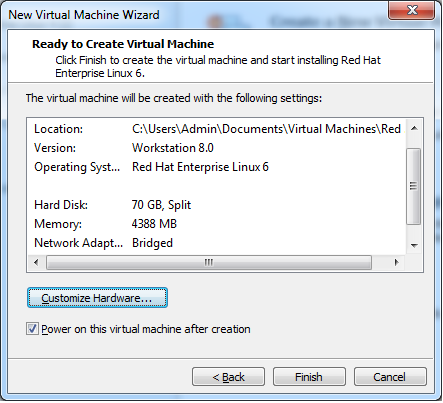 New Virtual Machine Wizard
Ready to Create Virtual Machine
Click Finish to create the virtual machine and start installing Red Hat
Enterprise Linux 6.
The virtual machine will be created with the following settings:
Location: C:\Users\Admin\Documents\Virtual Machines\Red
Version: Workstation 8.0
Operating Syst... Red Hat Enterprise Linux 6
Hard Disk: 70 GB, Split
Memory: 4388 MB
Network Adapt... Bridged
Customize Hardware...
Power on this virtual machine after creation
< Back Finish Cancel